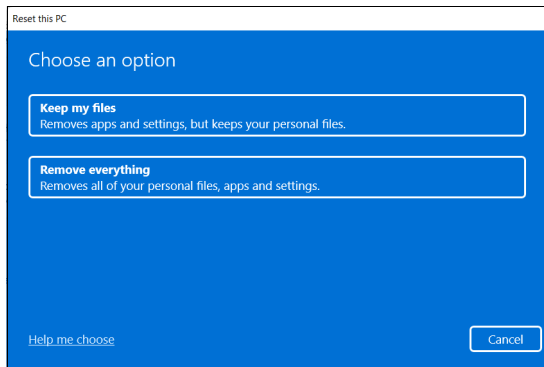 Reset this PC
Choose an option
Keep my files
Removes apps and settings, but keeps your personal files.
Remove everything
Removes all of your personal files, apps and settings.
Help me choose
Cancel